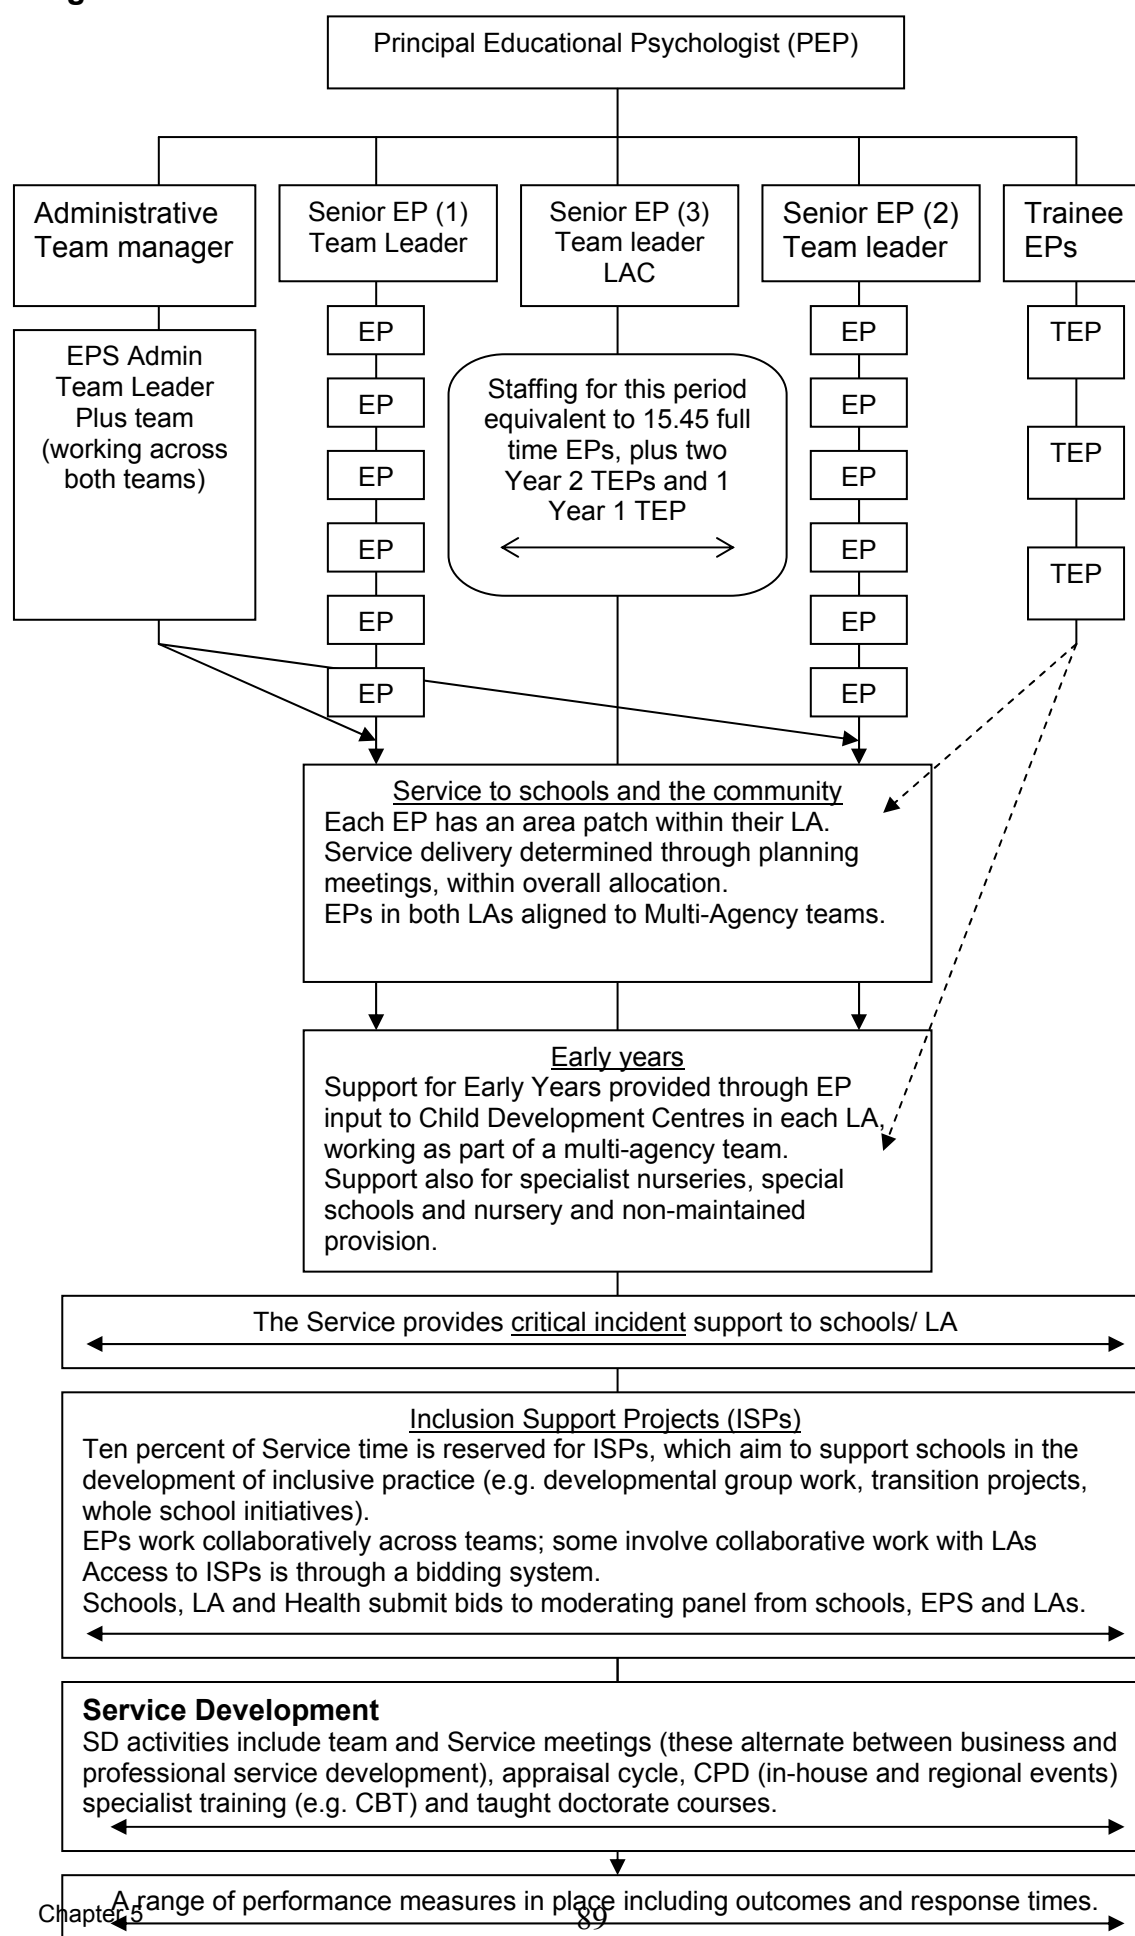 Principal Educational Psychologist (PEP)
Administrative
Team manager
Senior EP (1)
Team Leader
Senior EP (3)
Team leader
LAC
Senior EP (2)
Team leader
Trainee
EPs
EPS Admin
Team Leader
Plus team
(working across
both teams)
EP
EP
EP
EP
EP
EP
Staffing for this period
equivalent to 15.45 full
time EPs, plus two
Year 2 TEPs and 1
Year 1 TEP
EP
EP
EP
EP
EP
EP
TEP
TEP
TEP
Service to schools and the community
Each EP has an area patch within their LA.
Service delivery determined through planning
meetings, within overall allocation.
EPs in both LAs aligned to Multi-Agency teams.
Early years
Support for Early Years provided through EP
input to Child Development Centres in each LA,
working as part of a multi-agency team.
Support also for specialist nurseries, special
schools and nursery and non-maintained
provision.
The Service provides critical incident support to schools/ LA
Inclusion Support Projects (ISPs)
Ten percent of Service time is reserved for ISPs, which aim to support schools in the
development of inclusive practice (e.g. developmental group work, transition projects,
whole school initiatives).
EPs work collaboratively across teams; some involve collaborative work with LAs
Access to ISPs is through a bidding system.
Schools, LA and Health submit bids to moderating panel from schools, EPS and LAs.
Service Development
SD activities include team and Service meetings (these alternate between business and
professional service development), appraisal cycle, CPD (in-house and regional events)
specialist training (e.g. CBT) and taught doctorate courses.
A range of performance measures in place including outcomes and response times.
Chapter 5
89